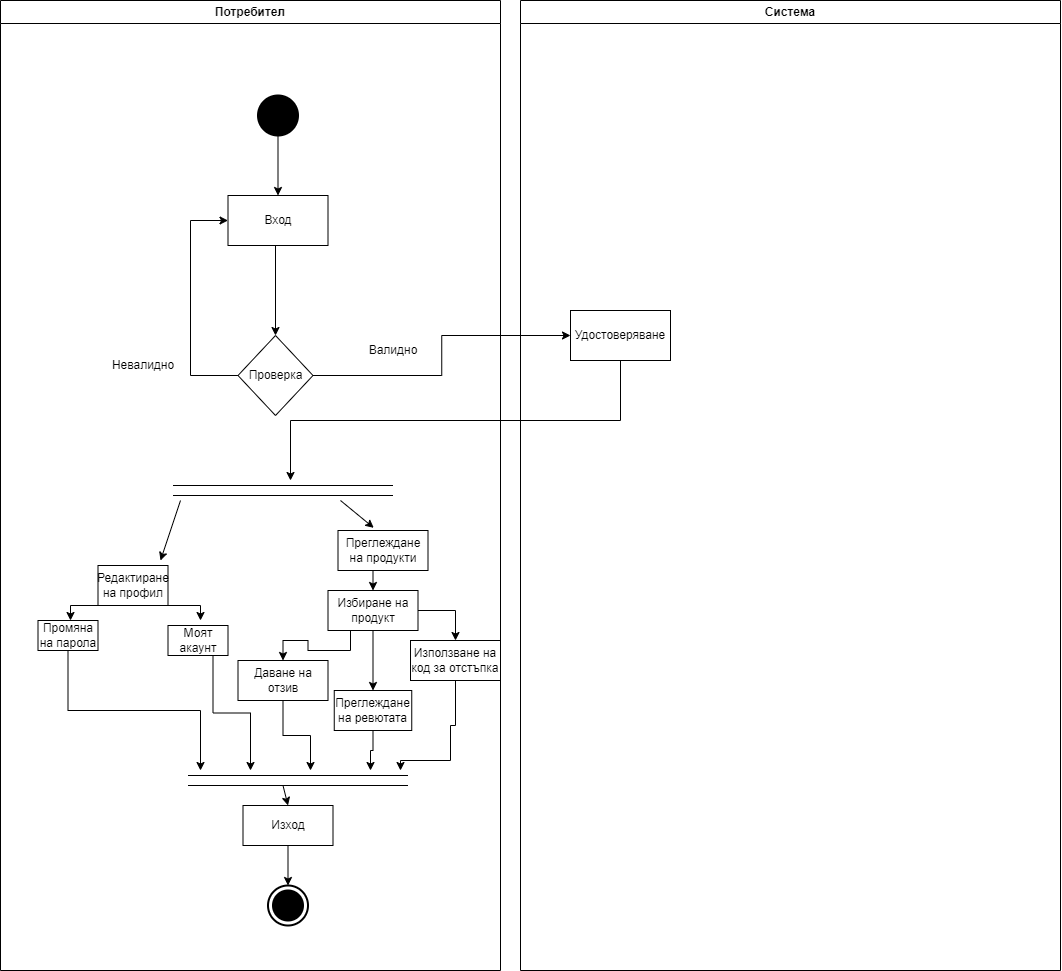 Потребител
Система
Вход
Удостоверяване
Валидно
Невалидно
Проверка
Преглеждане
на продукти
Редактиране
на профил
Избиране на
продукт
Промяна
на парола
Моят
акаунт
Използване на
код за отстъпка
Даване на
отзив
Преглеждане
на ревютата
Изход